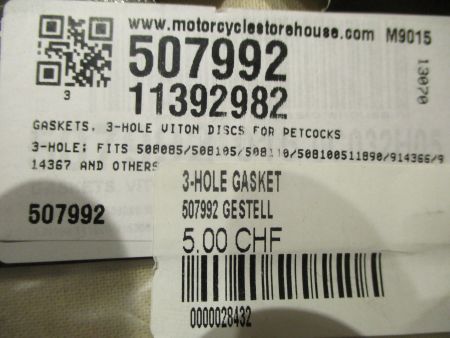 www.motorcyclestorehouse.com M9015
507992
13070
11392982
3
GASKETS, 3-HOLE VITON DISCS FOR PETCOCKS
3-HOLE; FITS 508085/508105/508110/508100511890/914366/9
14367 AND OTHERS
507992
3-HOLE GASKET
507992 GESTELL
5.00 CHF
0000028432